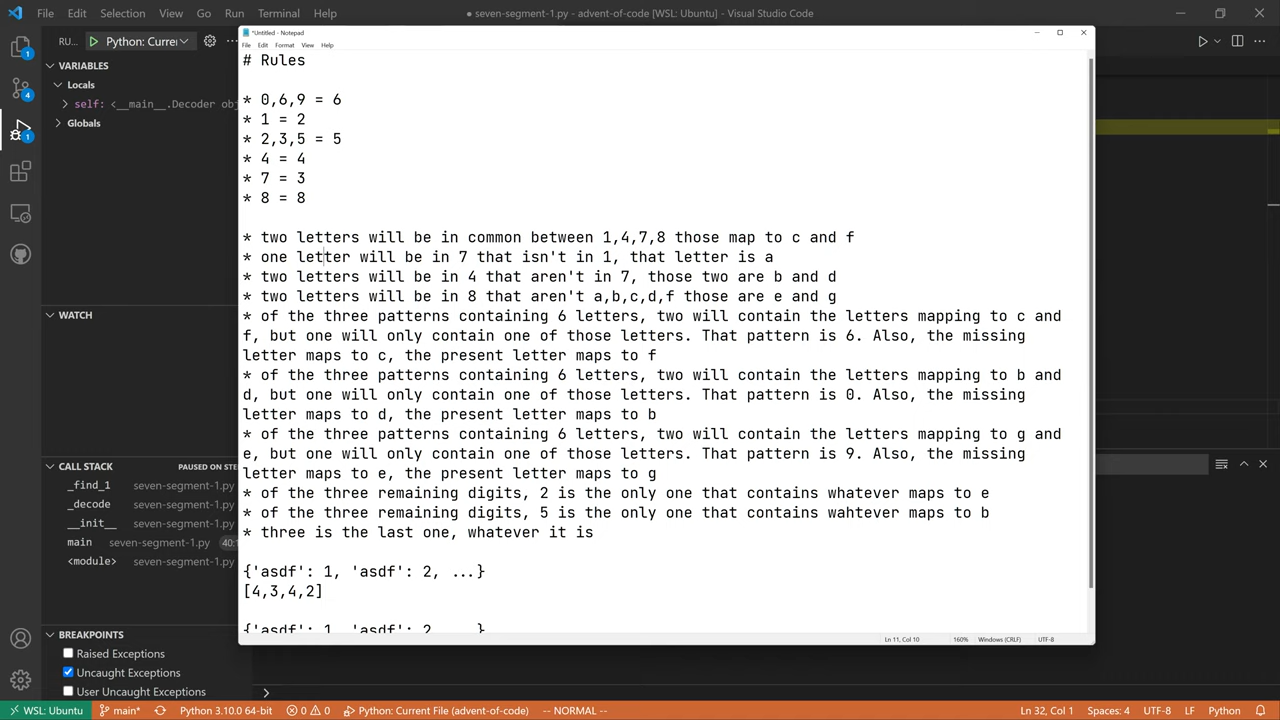 File Edit Selection View Go Run Terminal Help
seven-segment-1.py - advent-of-code [WSL: Ubuntu] - Visual Studio Code
RU... Python: Currer ...
VARIABLES
Locals
self: <__main__.Decoder obj
Globals
WATCH
CALL STACK PAUSED ON STE
_find_1 seven-segment-1.py
_decode seven-segment-1.py
__init__ seven-segment-1.py
main seven-segment-1.py 40:1
<module> seven-segment-1.py
BREAKPOINTS
Raised Exceptions
Uncaught Exceptions
User Uncaught Exceptions
1
4
1
*Untitled - Notepad
File Edit Format View Help
# Rules
* 0,6,9 = 6
* 1 = 2
* 2,3,5 = 5
* 4 = 4
* 7 = 3
* 8 = 8
* two letters will be in common between 1,4,7,8 those map to c and f
* one letter will be in 7 that isn't in 1, that letter is a
* two letters will be in 4 that aren't in 7, those two are b and d
* two letters will be in 8 that aren't a,b,c,d,f those are e and g
* of the three patterns containing 6 letters, two will contain the letters mapping to c and
f, but one will only contain one of those letters. That pattern is 6. Also, the missing
letter maps to c, the present letter maps to f
* of the three patterns containing 6 letters, two will contain the letters mapping to b and
d, but one will only contain one of those letters. That pattern is 0. Also, the missing
letter maps to d, the present letter maps to b
* of the three patterns containing 6 letters, two will contain the letters mapping to g and
e, but one will only contain one of those letters. That pattern is 9. Also, the missing
letter maps to e, the present letter maps to g
* of the three remaining digits, 2 is the only one that contains whatever maps to e
* of the three remaining digits, 5 is the only one that contains wahtever maps to b
* three is the last one, whatever it is
{'asdf': 1, 'asdf': 2, ...}
[4,3,4,2]
{'asdf': 1, 'asdf': 2, ...}
Ln 11, Col 10 160% Windows (CRLF) UTF-8
WSL: Ubuntu main* Python 3.10.0 64-bit 0 0 Python: Current File (advent-of-code) -- NORMAL -- Ln 32, Col 1 Spaces: 4 UTF-8 LF Python